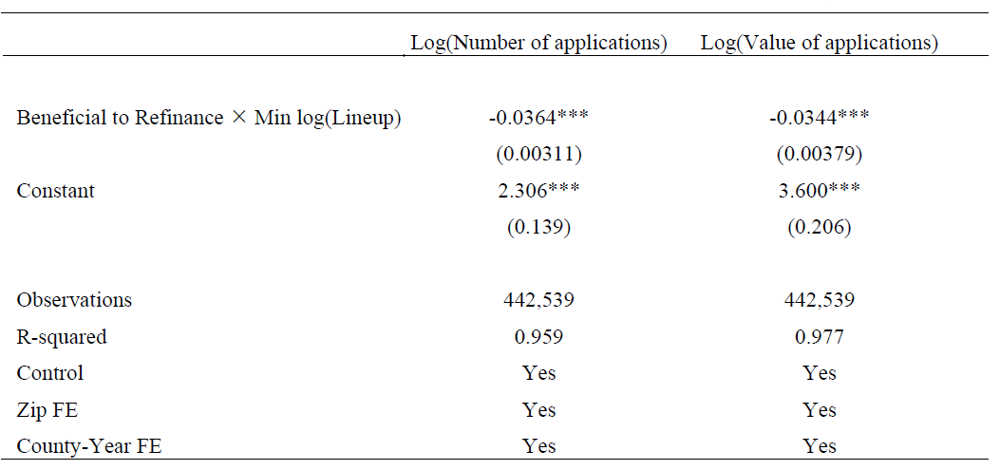 Log(Number of applications) Log(Value of applications)
Beneficial to Refinance × Min log(Lineup) -0.0364*** -0.0344***
(0.00311) (0.00379)
Constant 2.306*** 3.600***
(0.139) (0.206)
Observations 442,539 442,539
R-squared 0.959 0.977
Control Yes Yes
Zip FE Yes Yes
County-Year FE Yes Yes